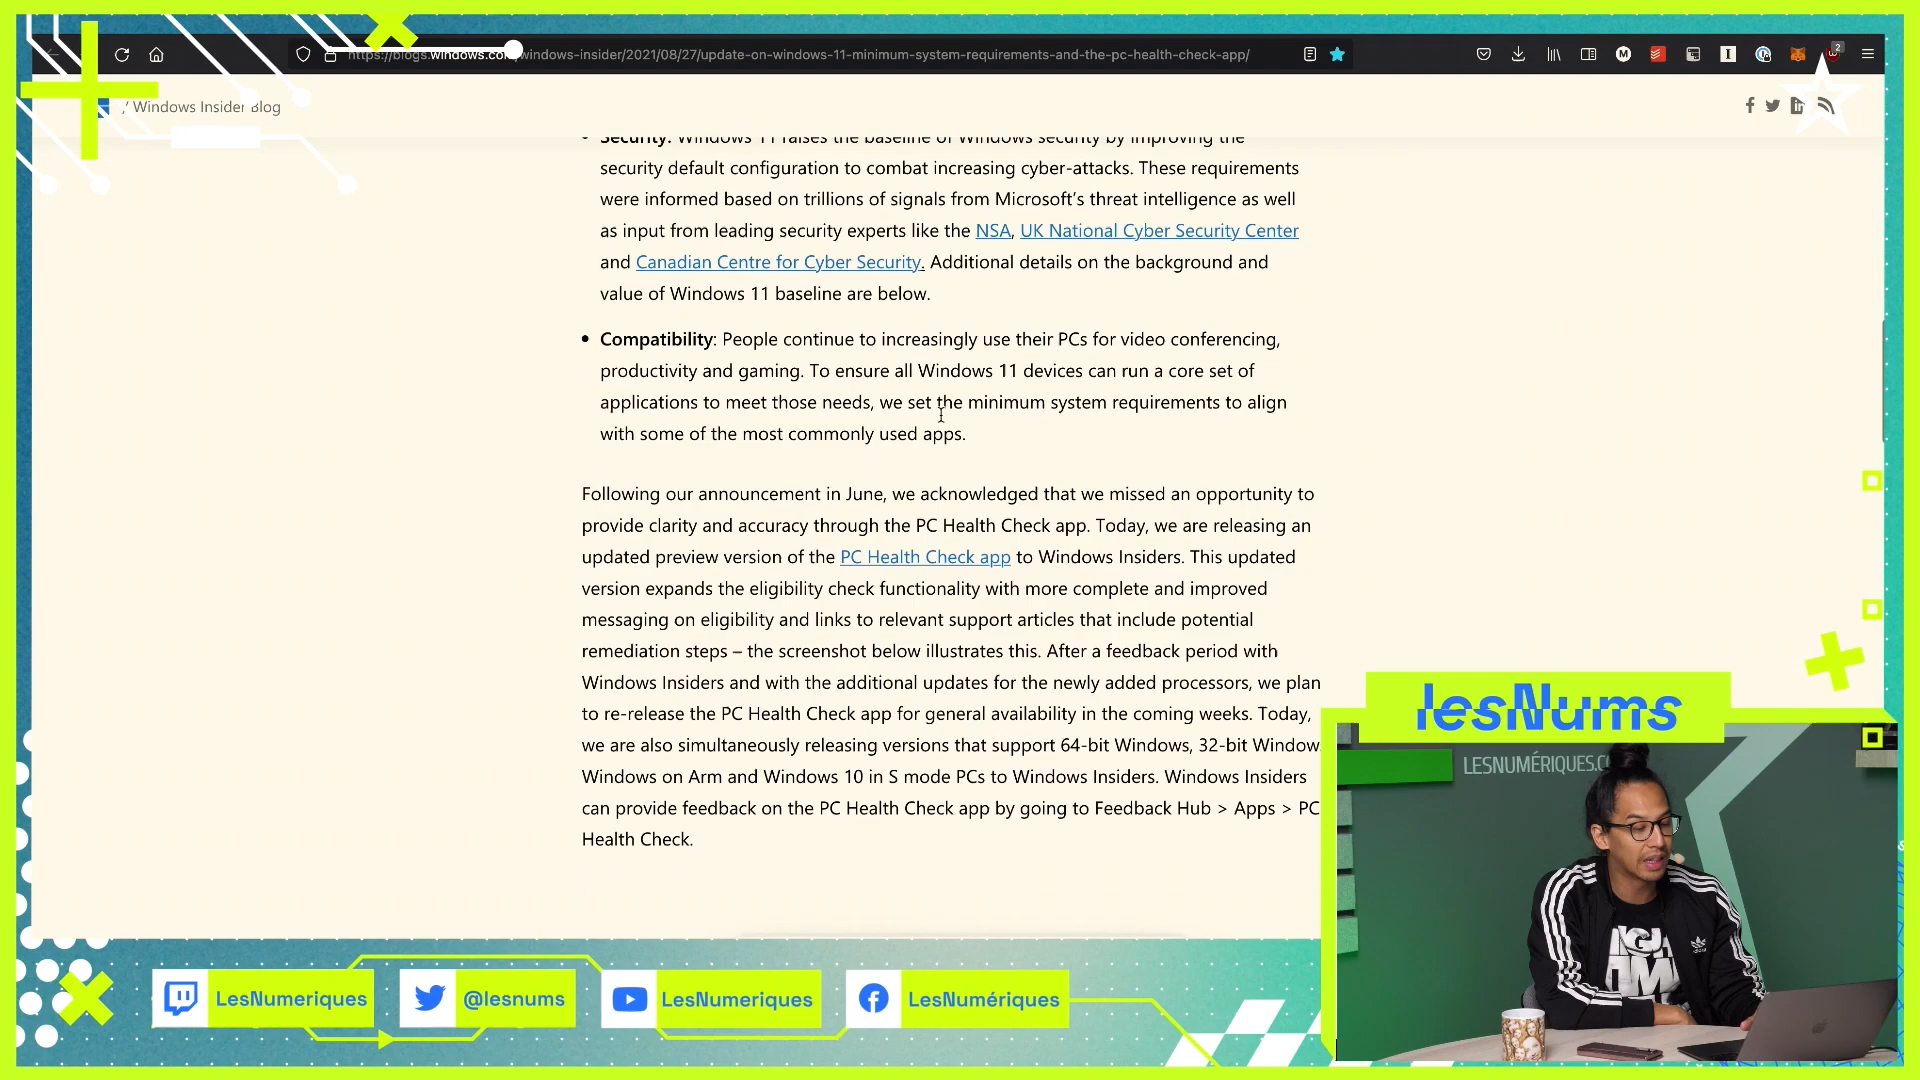 https://blogs.windows.com/windows-insider/2021/08/27/update-on-windows-11-minimum-system-requirements-and-the-pc-health-check-app/
2
/ Windows Insider Blog
• Security: Windows 11 raises the baseline of Windows security by improving the
security default configuration to combat increasing cyber-attacks. These requirements
were informed based on trillions of signals from Microsoft’s threat intelligence as well
as input from leading security experts like the NSA, UK National Cyber Security Center
and Canadian Centre for Cyber Security. Additional details on the background and
value of Windows 11 baseline are below.
• Compatibility: People continue to increasingly use their PCs for video conferencing,
productivity and gaming. To ensure all Windows 11 devices can run a core set of
applications to meet those needs, we set the minimum system requirements to align
with some of the most commonly used apps.
Following our announcement in June, we acknowledged that we missed an opportunity to
provide clarity and accuracy through the PC Health Check app. Today, we are releasing an
updated preview version of the PC Health Check app to Windows Insiders. This updated
version expands the eligibility check functionality with more complete and improved
messaging on eligibility and links to relevant support articles that include potential
remediation steps – the screenshot below illustrates this. After a feedback period with
Windows Insiders and with the additional updates for the newly added processors, we plan
to re-release the PC Health Check app for general availability in the coming weeks. Today,
we are also simultaneously releasing versions that support 64-bit Windows, 32-bit Window
Windows on Arm and Windows 10 in S mode PCs to Windows Insiders. Windows Insiders
can provide feedback on the PC Health Check app by going to Feedback Hub > Apps > PC
Health Check.
lesNums
LESNUMÉRIQUES.C
adidas
LesNumeriques
@lesnums
LesNumeriques
LesNumériques